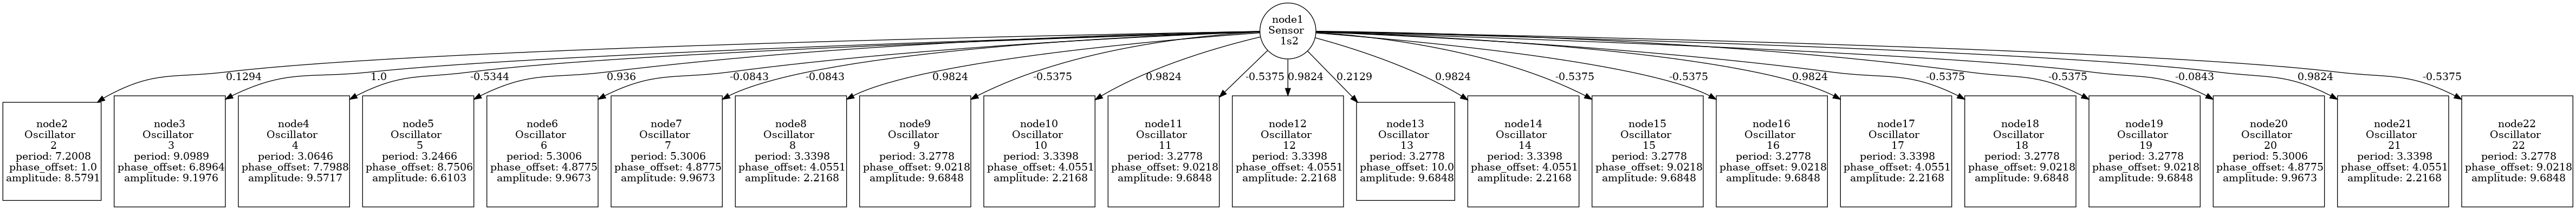 node1
Sensor
1s2
0.1294
1.0
-0.5344
0.936
-0.0843
-0.0843
0.9824
-0.5375
0.9824
-0.5375
0.9824
0.2129
0.9824
-0.5375
-0.5375
0.9824
-0.5375
-0.5375
-0.0843
0.9824
-0.5375
node2
Oscillator
2
period: 7.2008
phase_offset: 1.0
amplitude: 8.5791
node3
Oscillator
3
period: 9.0989
phase_offset: 6.8964
amplitude: 9.1976
node4
Oscillator
4
period: 3.0646
phase_offset: 7.7988
amplitude: 9.5717
node5
Oscillator
5
period: 3.2466
phase_offset: 8.7506
amplitude: 6.6103
node6
Oscillator
6
period: 5.3006
phase_offset: 4.8775
amplitude: 9.9673
node7
Oscillator
7
period: 5.3006
phase_offset: 4.8775
amplitude: 9.9673
node8
Oscillator
8
period: 3.3398
phase_offset: 4.0551
amplitude: 2.2168
node9
Oscillator
9
period: 3.2778
phase_offset: 9.0218
amplitude: 9.6848
node10
Oscillator
10
period: 3.3398
phase_offset: 4.0551
amplitude: 2.2168
node11
Oscillator
11
period: 3.2778
phase_offset: 9.0218
amplitude: 9.6848
node12
Oscillator
12
period: 3.3398
phase_offset: 4.0551
amplitude: 2.2168
node13
Oscillator
13
period: 3.2778
phase_offset: 10.0
amplitude: 9.6848
node14
Oscillator
14
period: 3.3398
phase_offset: 4.0551
amplitude: 2.2168
node15
Oscillator
15
period: 3.2778
phase_offset: 9.0218
amplitude: 9.6848
node16
Oscillator
16
period: 3.2778
phase_offset: 9.0218
amplitude: 9.6848
node17
Oscillator
17
period: 3.3398
phase_offset: 4.0551
amplitude: 2.2168
node18
Oscillator
18
period: 3.2778
phase_offset: 9.0218
amplitude: 9.6848
node19
Oscillator
19
period: 3.2778
phase_offset: 9.0218
amplitude: 9.6848
node20
Oscillator
20
period: 5.3006
phase_offset: 4.8775
amplitude: 9.9673
node21
Oscillator
21
period: 3.3398
phase_offset: 4.0551
amplitude: 2.2168
node22
Oscillator
22
period: 3.2778
phase_offset: 9.0218
amplitude: 9.6848